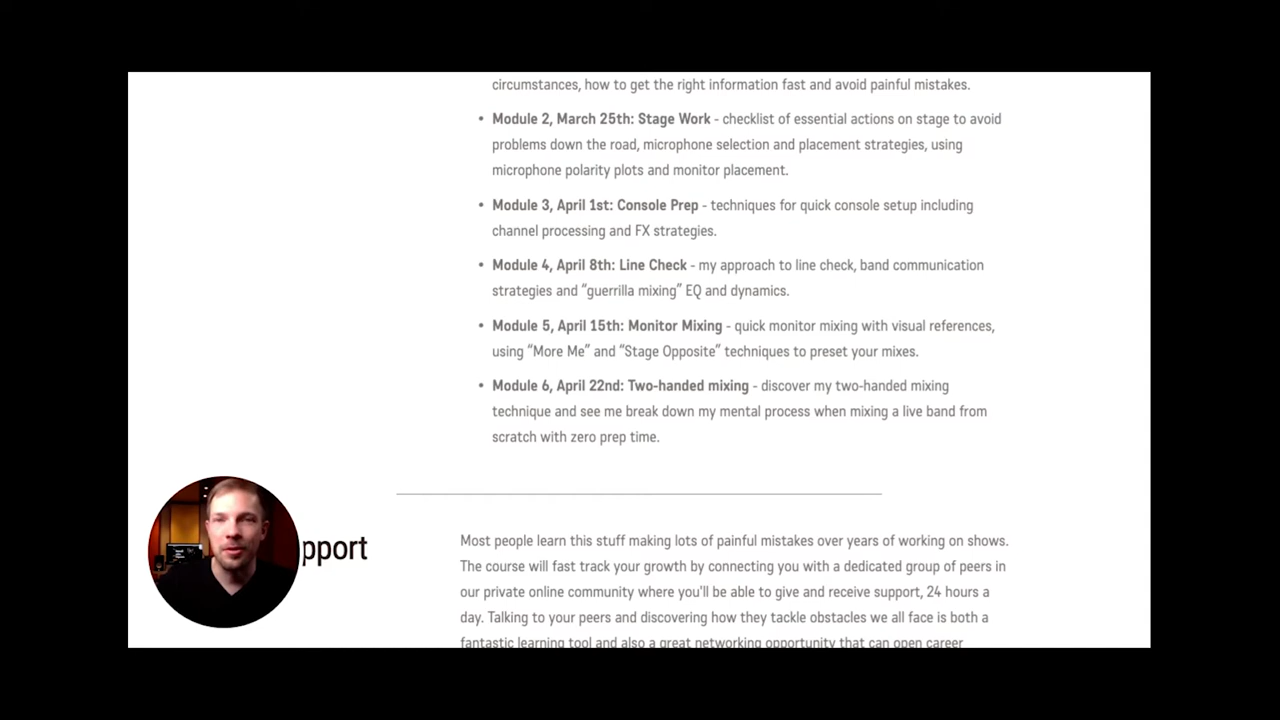 circumstances, how to get the right information fast and avoid painful mistakes.
• Module 2, March 25th: Stage Work - checklist of essential actions on stage to avoid
problems down the road, microphone selection and placement strategies, using
microphone polarity plots and monitor placement.
• Module 3, April 1st: Console Prep - techniques for quick console setup including
channel processing and FX strategies.
• Module 4, April 8th: Line Check - my approach to line check, band communication
strategies and “guerrilla mixing” EQ and dynamics.
• Module 5, April 15th: Monitor Mixing - quick monitor mixing with visual references,
using “More Me” and “Stage Opposite” techniques to preset your mixes.
• Module 6, April 22nd: Two-handed mixing - discover my two-handed mixing
technique and see me break down my mental process when mixing a live band from
scratch with zero prep time.
pport
Most people learn this stuff making lots of painful mistakes over years of working on shows.
The course will fast track your growth by connecting you with a dedicated group of peers in
our private online community where you'll be able to give and receive support, 24 hours a
day. Talking to your peers and discovering how they tackle obstacles we all face is both a
fantastic learning tool and also a great networking opportunity that can open career